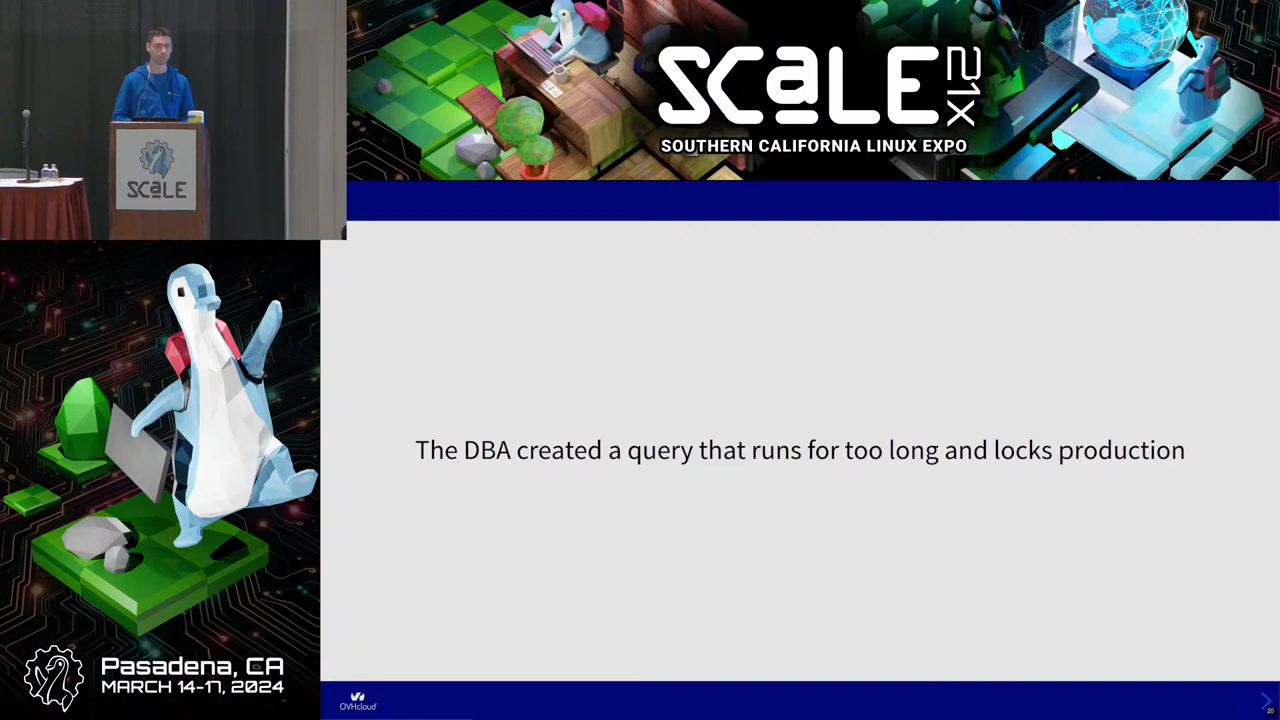 SCaLE
SCaLE 21x
SOUTHERN CALIFORNIA LINUX EXPO
The DBA created a query that runs for too long and locks production
Pasadena, CA
MARCH 14-17, 2024
OVHcloud
20